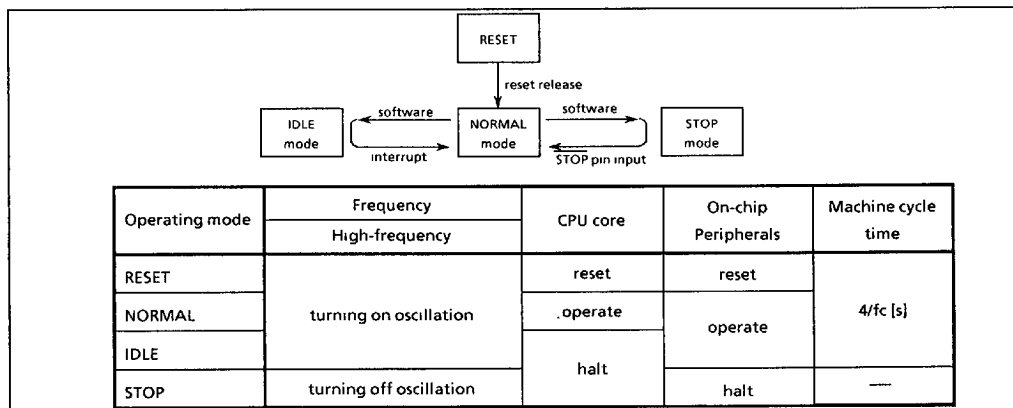 RESET
reset release
software
software
IDLE
mode
NORMAL
mode
STOP
mode
interrupt
STOP pin input
Operating mode
Frequency
High-frequency
CPU core
On-chip
Peripherals
Machine cycle
time
RESET
turning on oscillation
reset
reset
4/fc [s]
NORMAL
operate
operate
IDLE
halt
STOP
turning off oscillation
halt
—